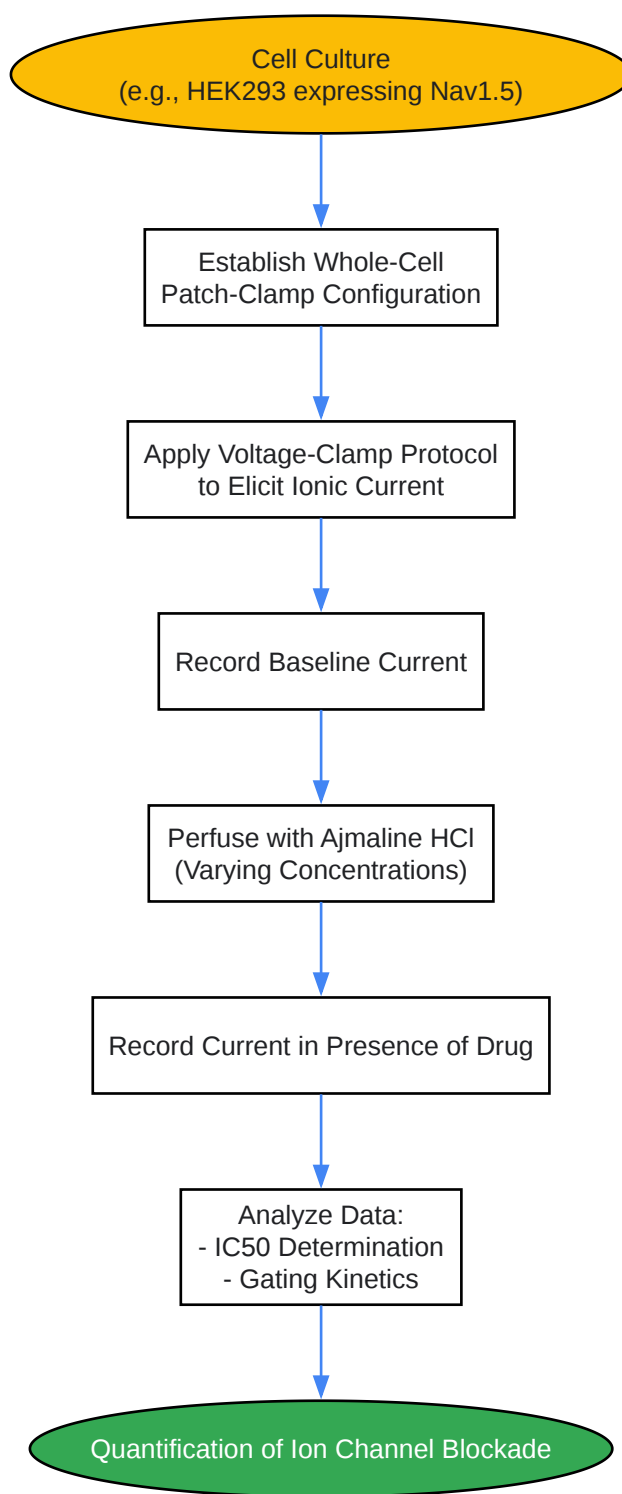 Cell Culture
(e.g., HEK293 expressing Nav1.5)
Establish Whole-Cell
Patch-Clamp Configuration
Apply Voltage-Clamp Protocol
to Elicit Ionic Current
Record Baseline Current
Perfuse with Ajmaline HCl
(Varying Concentrations)
Record Current in Presence of Drug
Analyze Data:
- IC50 Determination
- Gating Kinetics
Quantification of Ion Channel Blockade